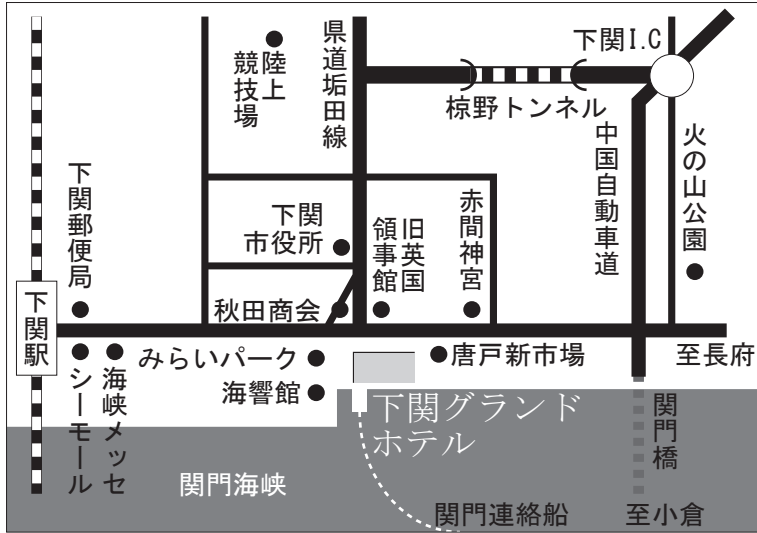 陸上
競技場
県道垢田線
下関I.C
椋野トンネル
中国自動車道
火の山公園
下関郵便局
下関
市役所
旧英国
領事館
赤間神宮
下関駅
秋田商会
みらいパーク
唐戸新市場
至長府
海響館
シーモール
海峡メッセ
下関グランド
ホテル
関門橋
関門海峡
関門連絡船
至小倉